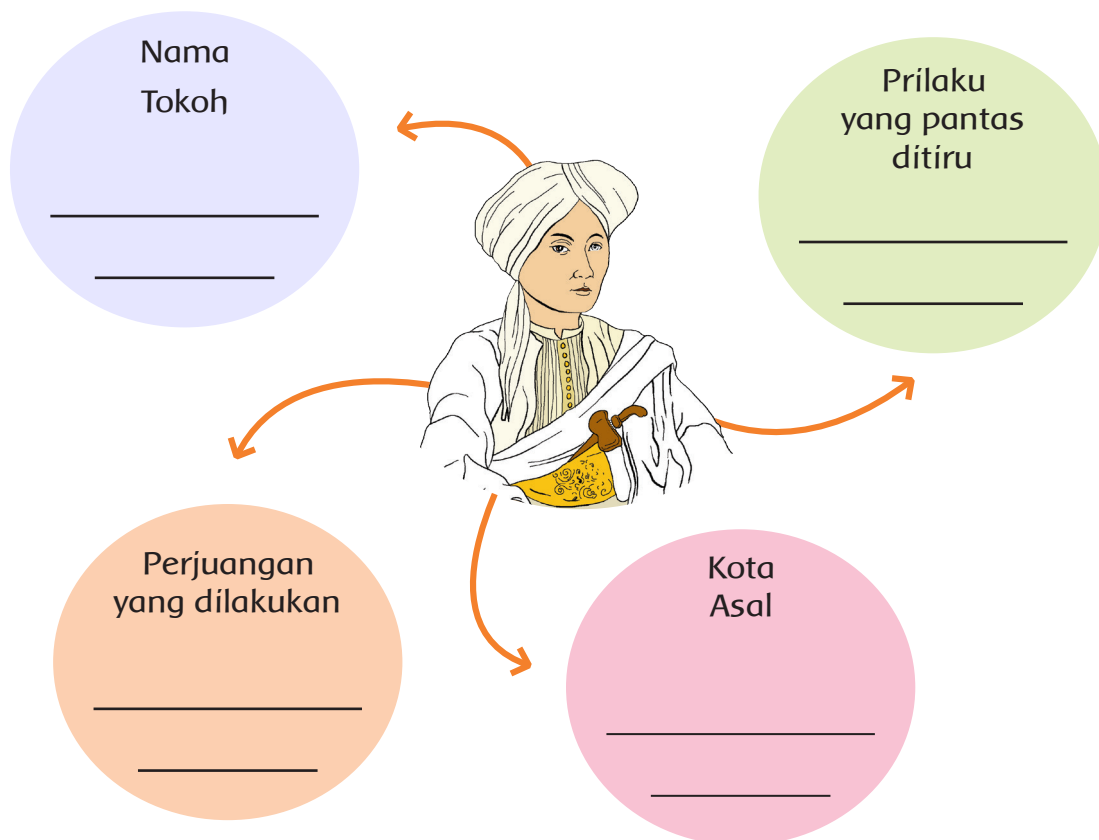 Nama
Tokoh
Prilaku
yang pantas
ditiru
Perjuangan
yang dilakukan
Kota
Asal